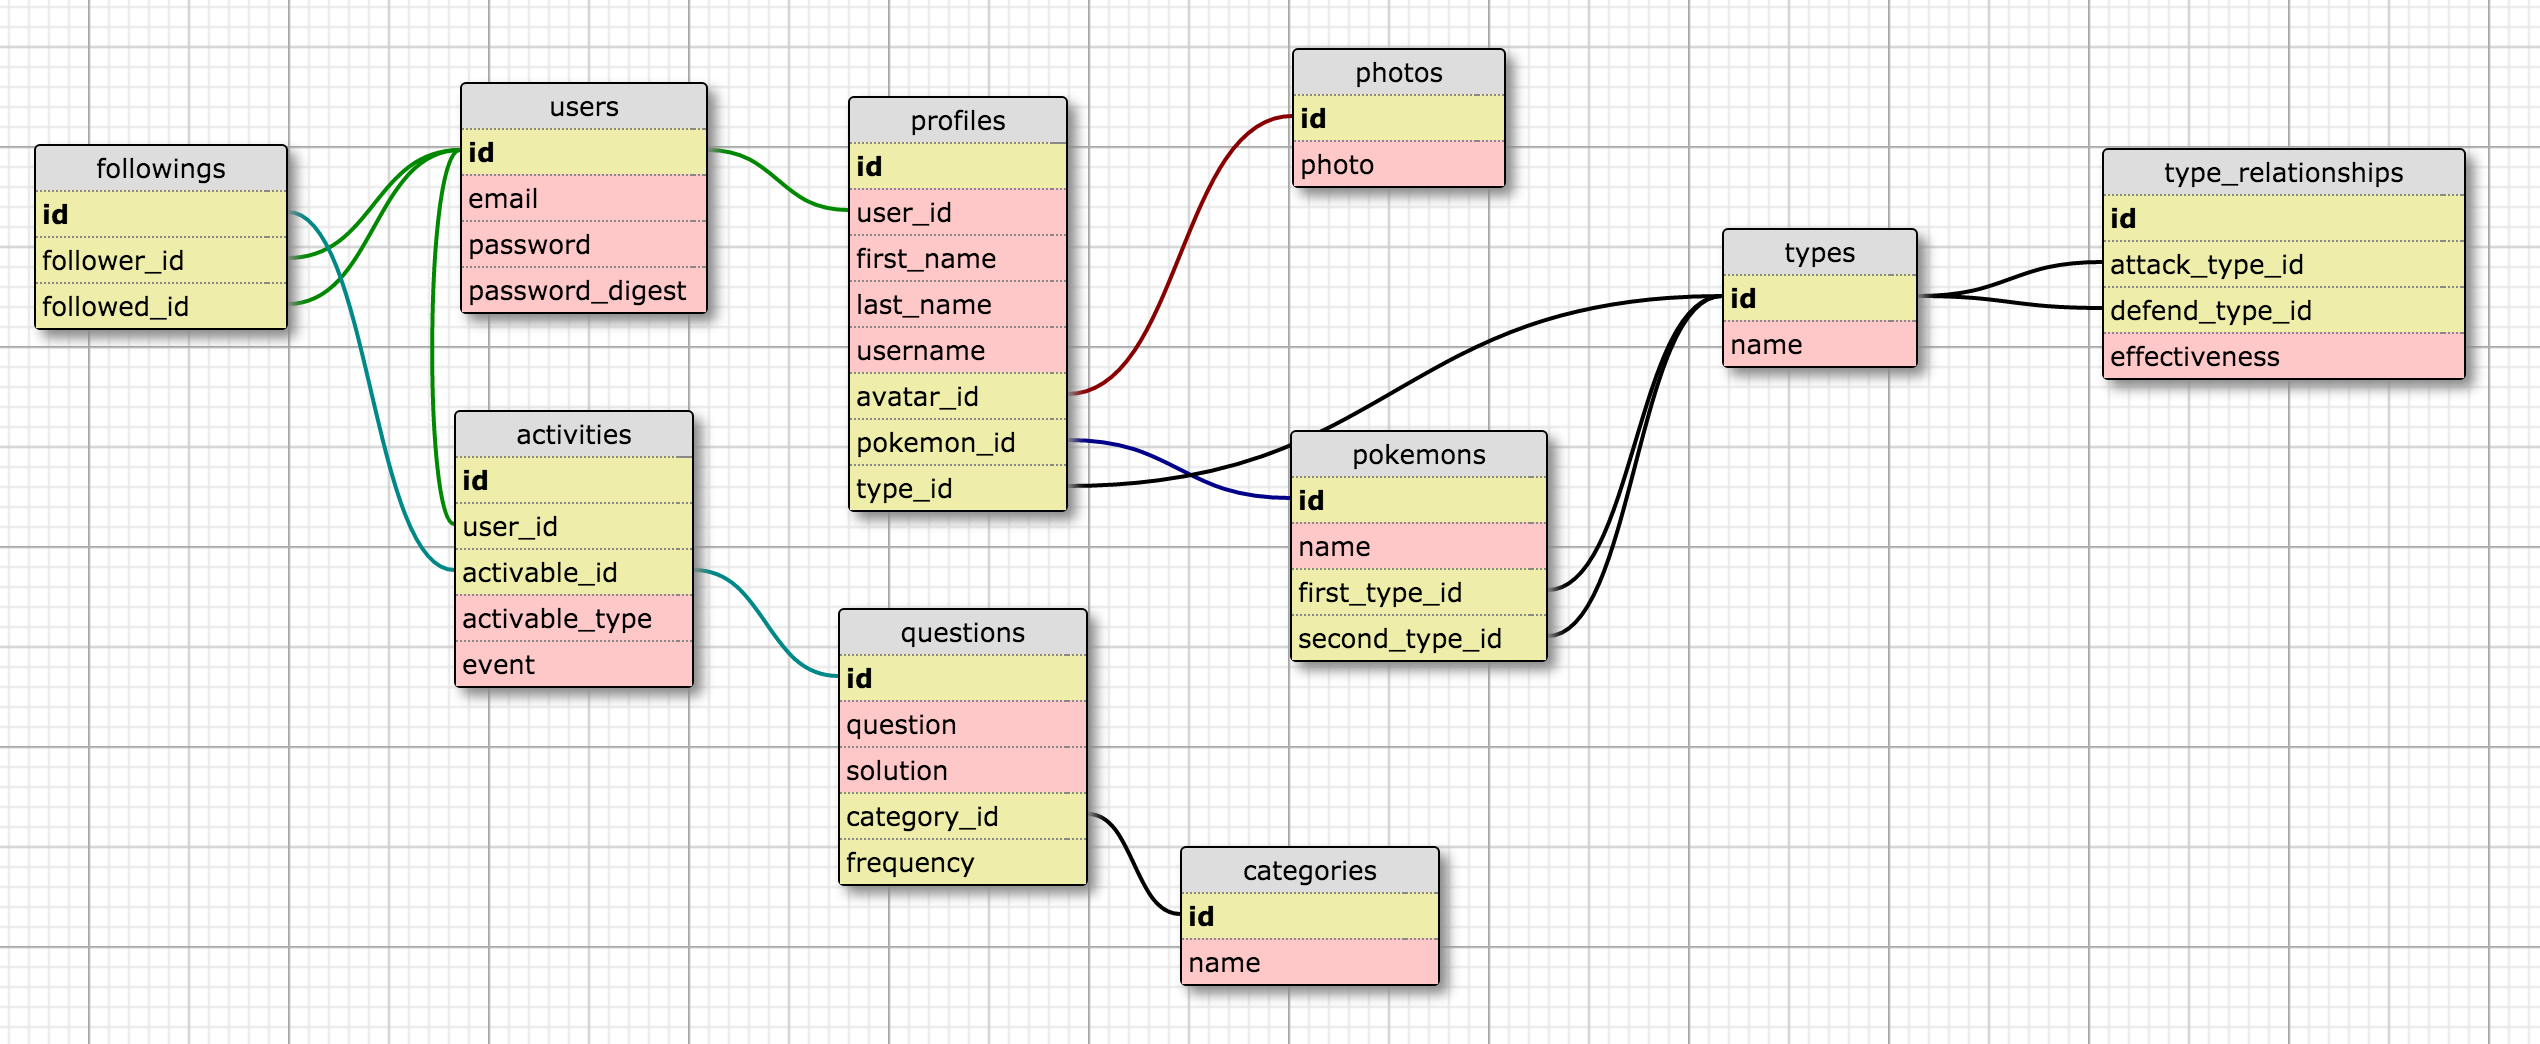 followings
id
follower_id
followed_id
users
id
email
password
password_digest
activities
id
user_id
activable_id
activable_type
event
profiles
id
user_id
first_name
last_name
username
avatar_id
pokemon_id
type_id
questions
id
question
solution
category_id
frequency
categories
id
name
photos
id
photo
pokemons
id
name
first_type_id
second_type_id
types
id
name
type_relationships
id
attack_type_id
defend_type_id
effectiveness